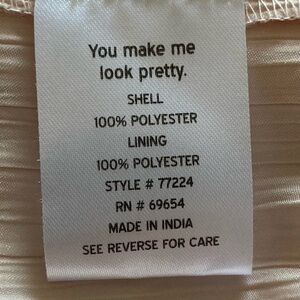 You make me
look pretty.
SHELL
100% POLYESTER
LINING
100% POLYESTER
STYLE # 77224
RN # 69654
MADE IN INDIA
SEE REVERSE FOR CARE